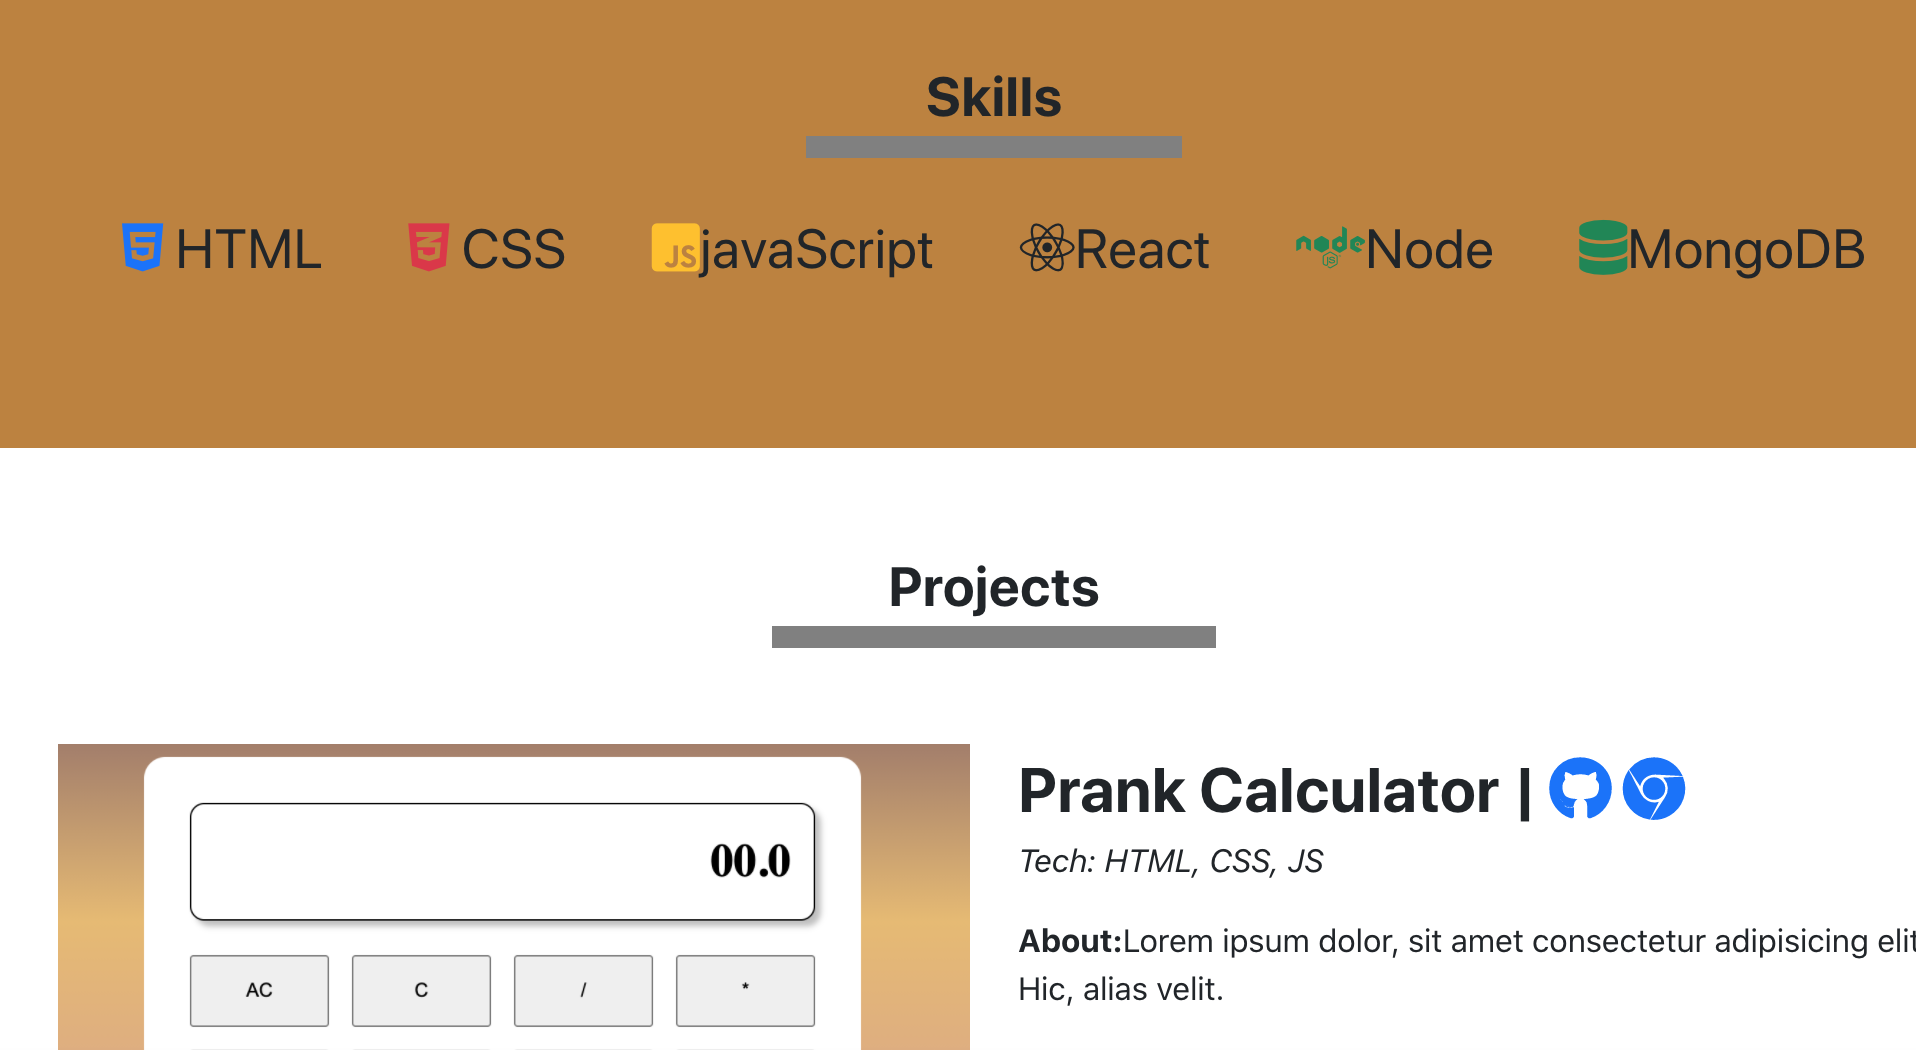 Skills
HTML CSS JS javaScript React node JS Node MongoDB
Projects
Prank Calculator |
Tech: HTML, CSS, JS
About:Lorem ipsum dolor, sit amet consectetur adipisicing elit
Hic, alias velit.
00.0
AC C / *